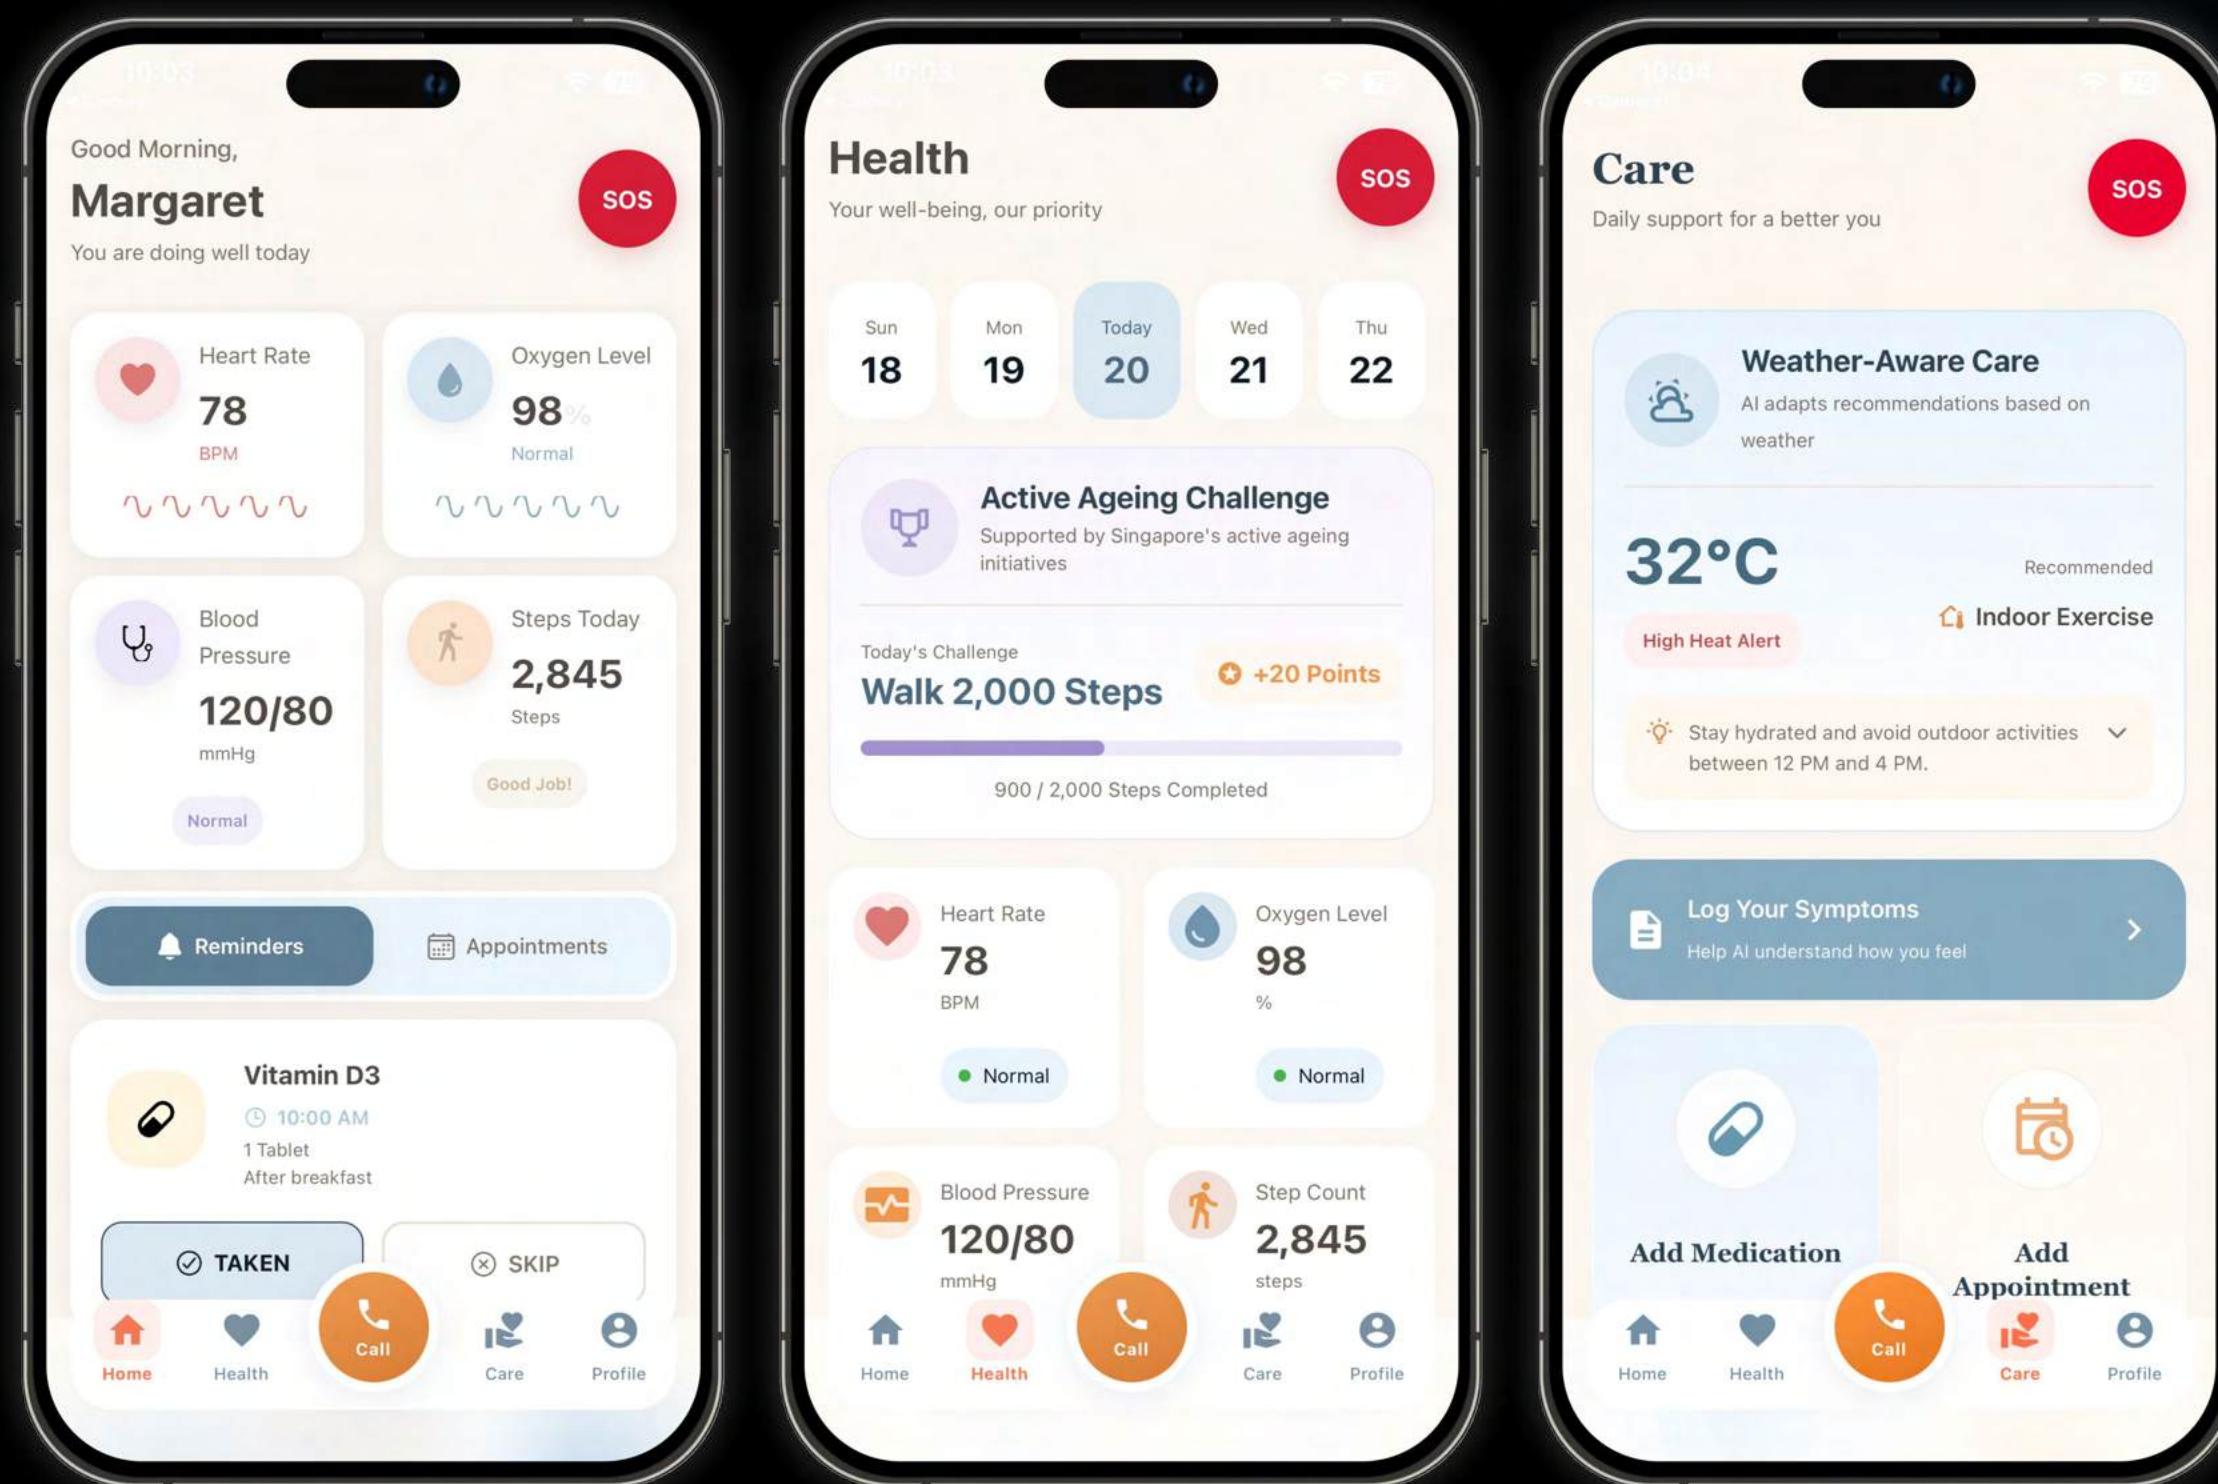 10:03
Good Morning,
Margaret
You are doing well today
SOS
Heart Rate
78
BPM
Oxygen Level
98%
Normal
Blood
Pressure
120/80
mmHg
Normal
Steps Today
2,845
Steps
Good Job!
Reminders
Appointments
Vitamin D3
10:00 AM
1 Tablet
After breakfast
TAKEN
SKIP
Home
Health
Call
Care
Profile
10:03
Health
Your well-being, our priority
SOS
Sun
18
Mon
19
Today
20
Wed
21
Thu
22
Active Ageing Challenge
Supported by Singapore's active ageing
initiatives
Today's Challenge
Walk 2,000 Steps
+20 Points
900 / 2,000 Steps Completed
Heart Rate
78
BPM
Normal
Oxygen Level
98
%
Normal
Blood Pressure
120/80
mmHg
Step Count
2,845
steps
Home
Health
Call
Care
Profile
10:04
Care
Daily support for a better you
SOS
Weather-Aware Care
AI adapts recommendations based on
weather
32°C
High Heat Alert
Recommended
Indoor Exercise
Stay hydrated and avoid outdoor activities
between 12 PM and 4 PM.
Log Your Symptoms
Help AI understand how you feel
Add Medication
Add
Appointment
Home
Health
Call
Care
Profile